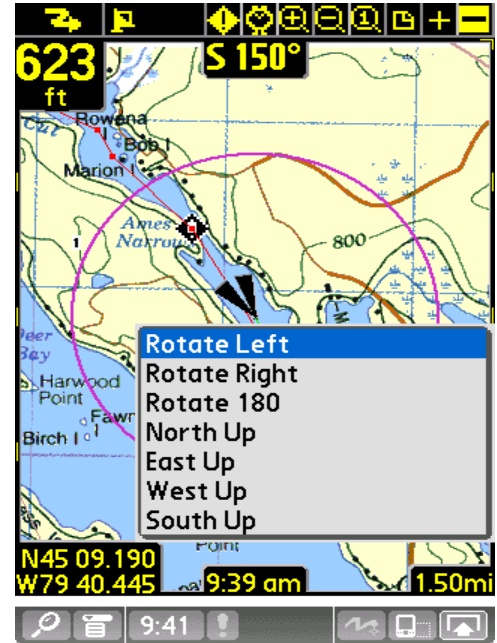 623
ft
S 150°
Cut
Rowena
I
Bob I
Marion I
Ames
Narrows
1
800
Deer
Bay
Harwood
Point
Fawn
Birch I
M
Rotate Left
Rotate Right
Rotate 180
North Up
East Up
West Up
South Up
Point
N45 09.190
W79 40.445
9:39 am
1.50mi
9:41